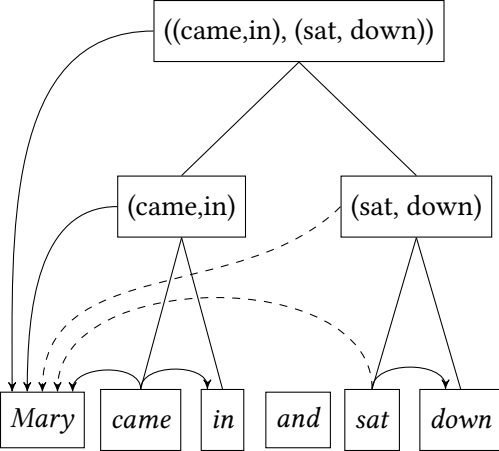 ((came,in), (sat, down))
(came,in) (sat, down)
Mary came in and sat down